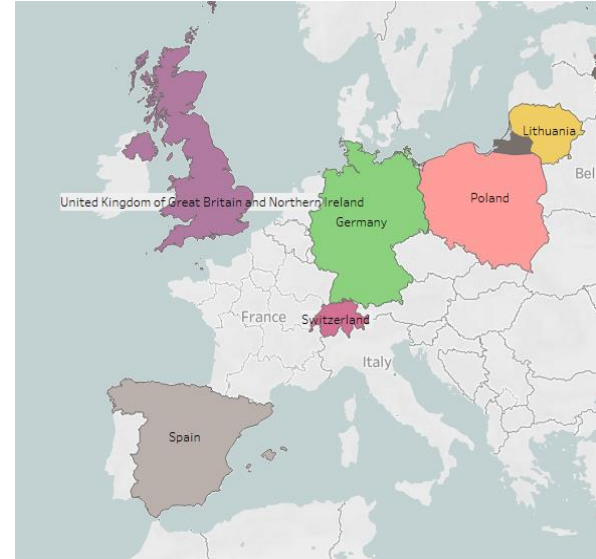 Lithuania
Bel
United Kingdom of Great Britain and Northern Ireland
Poland
Germany
France
Switzerland
Italy
Spain